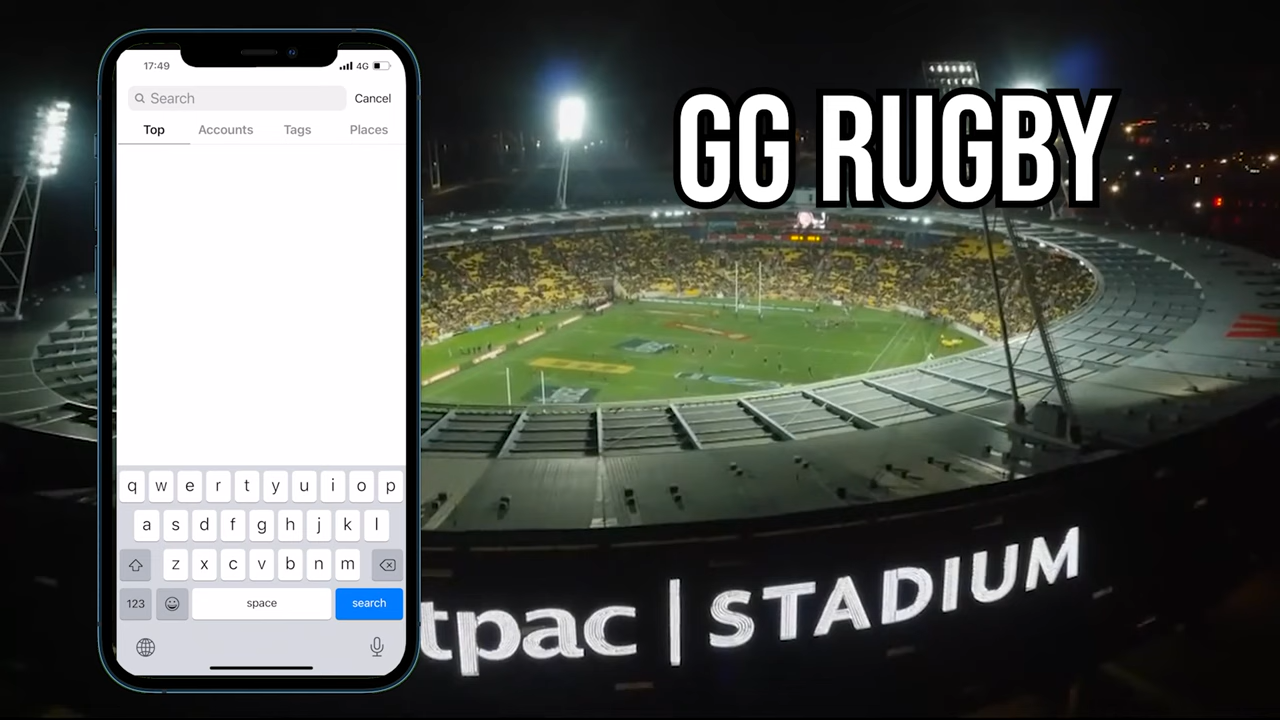 GG RUGBY
17:49
4G
Search
Cancel
Top Accounts Tags Places
q w e r t y u i o p
a s d f g h j k l
z x c v b n m
123 space search
tpac | STADIUM